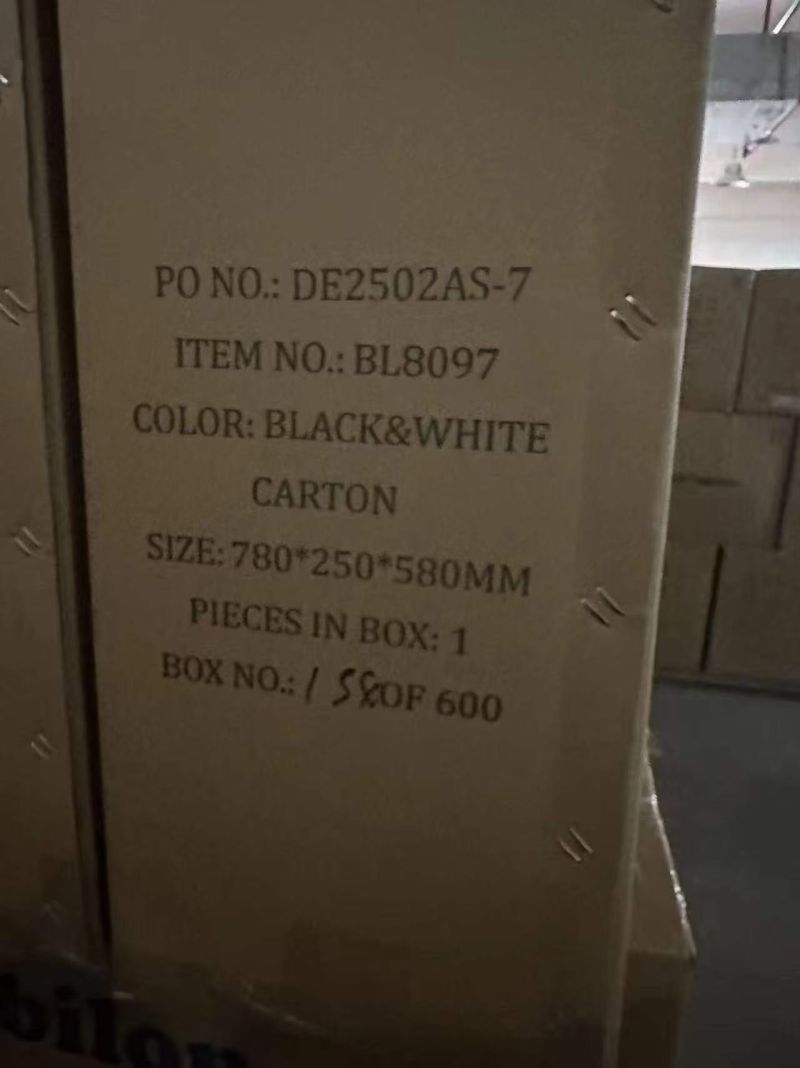 PO NO.: DE2502AS-7
ITEM NO.: BL8097
COLOR: BLACK&WHITE
CARTON
SIZE: 780*250*580MM
PIECES IN BOX: 1
BOX NO.: 158 OF 600